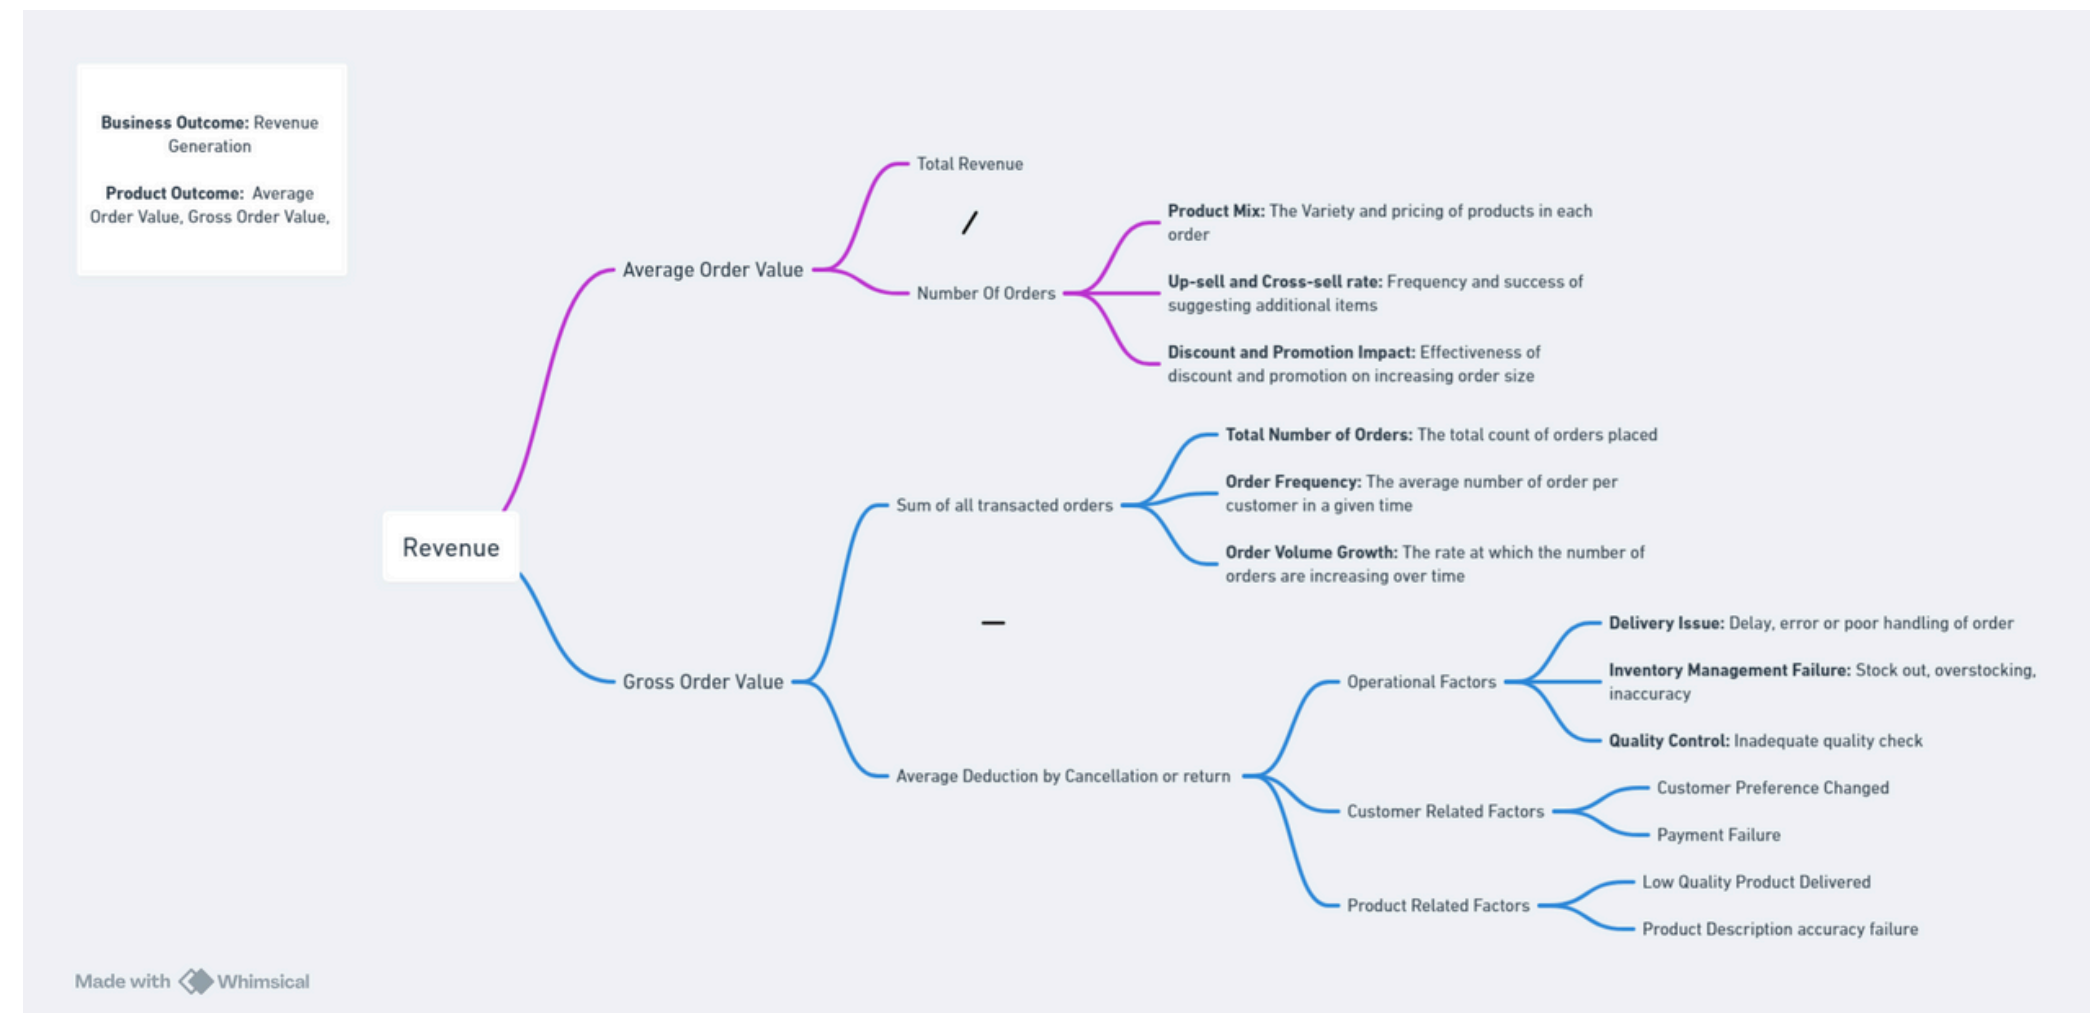 Business Outcome: Revenue
Generation
Product Outcome: Average
Order Value, Gross Order Value,
Revenue
Average Order Value
Total Revenue
/
Number Of Orders
Product Mix: The Variety and pricing of products in each
order
Up-sell and Cross-sell rate: Frequency and success of
suggesting additional items
Discount and Promotion Impact: Effectiveness of
discount and promotion on increasing order size
Gross Order Value
Sum of all transacted orders
Total Number of Orders: The total count of orders placed
Order Frequency: The average number of order per
customer in a given time
Order Volume Growth: The rate at which the number of
orders are increasing over time
–
Average Deduction by Cancellation or return
Operational Factors
Delivery Issue: Delay, error or poor handling of order
Inventory Management Failure: Stock out, overstocking,
inaccuracy
Quality Control: Inadequate quality check
Customer Related Factors
Customer Preference Changed
Payment Failure
Product Related Factors
Low Quality Product Delivered
Product Description accuracy failure
Made with Whimsical